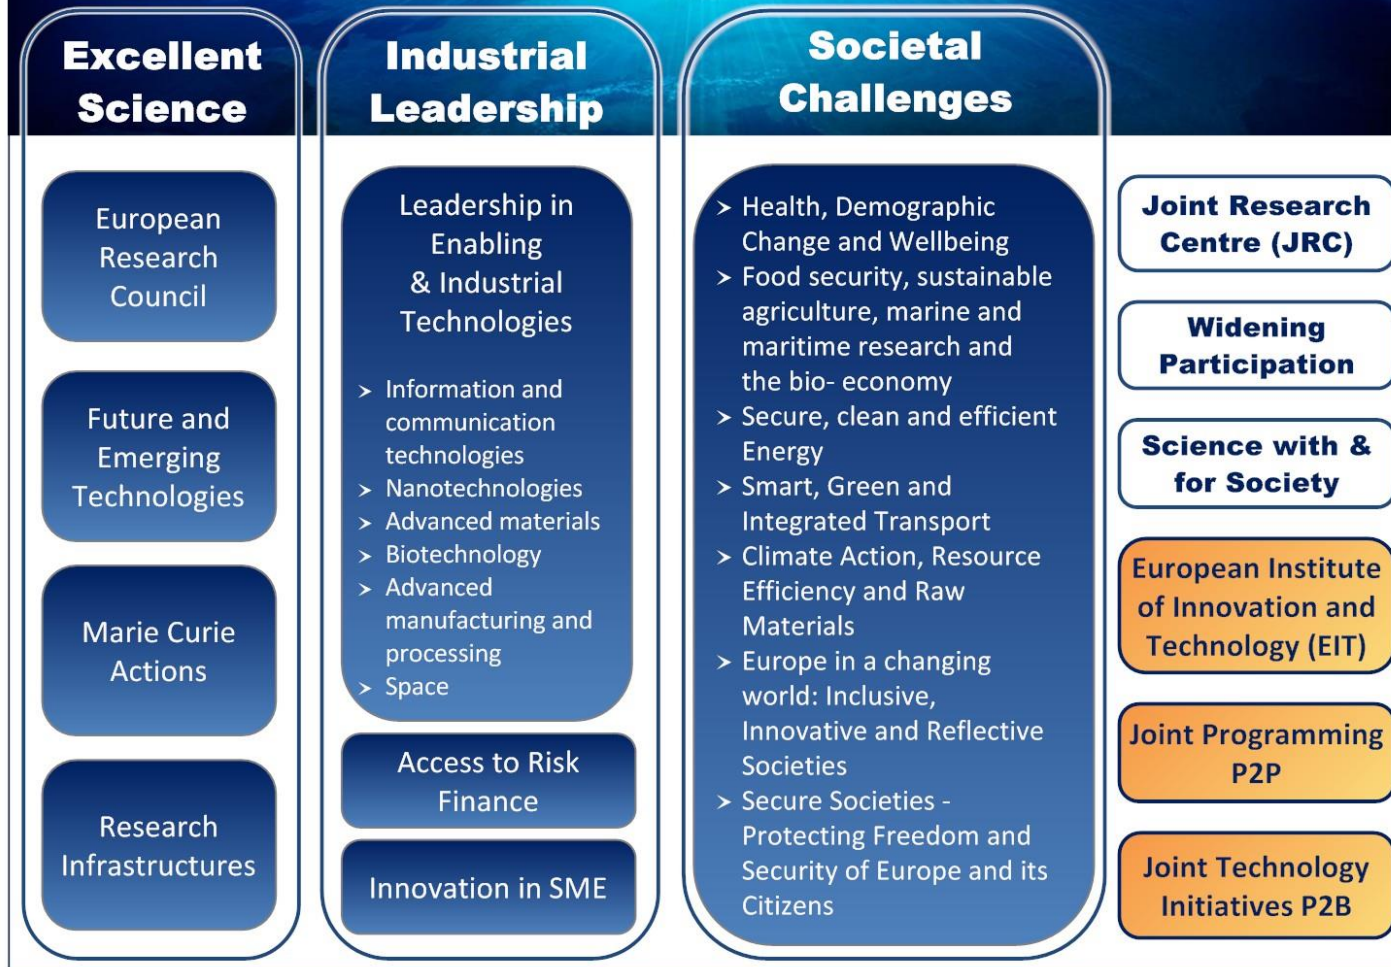 Excellent
Science
European
Research
Council
Future and
Emerging
Technologies
Marie Curie
Actions
Research
Infrastructures
Industrial
Leadership
Leadership in
Enabling
& Industrial
Technologies
➢ Information and
communication
technologies
➢ Nanotechnologies
➢ Advanced materials
➢ Biotechnology
➢ Advanced
manufacturing and
processing
➢ Space
Access to Risk
Finance
Innovation in SME
Societal
Challenges
➢ Health, Demographic
Change and Wellbeing
➢ Food security, sustainable
agriculture, marine and
maritime research and
the bio- economy
➢ Secure, clean and efficient
Energy
➢ Smart, Green and
Integrated Transport
➢ Climate Action, Resource
Efficiency and Raw
Materials
➢ Europe in a changing
world: Inclusive,
Innovative and Reflective
Societies
➢ Secure Societies -
Protecting Freedom and
Security of Europe and its
Citizens
Joint Research
Centre (JRC)
Widening
Participation
Science with &
for Society
European Institute
of Innovation and
Technology (EIT)
Joint Programming
P2P
Joint Technology
Initiatives P2B